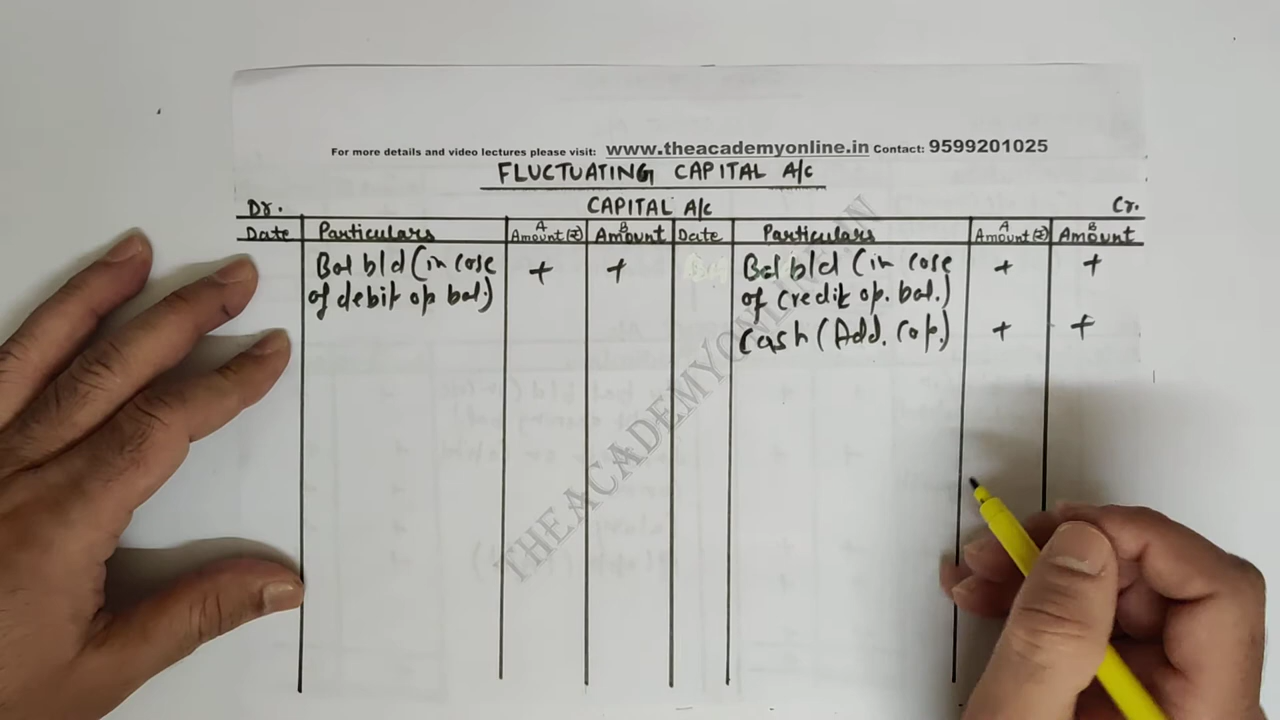 For more details and video lectures please visit: www.theacademyonline.in Contact: 9599201025
FLUCTUATING CAPITAL A/c
Dr. CAPITAL A/c Cr.
Date Particulars A Amount (₹) B Amount Date Particulars A Amount (₹) B Amount
Bal b/d (in case + + Bal b/d (in case + +
of debit op bal.) of credit op. bal.)
Cash (Add. Cap.) + +
THEACADEMYONLINE.IN